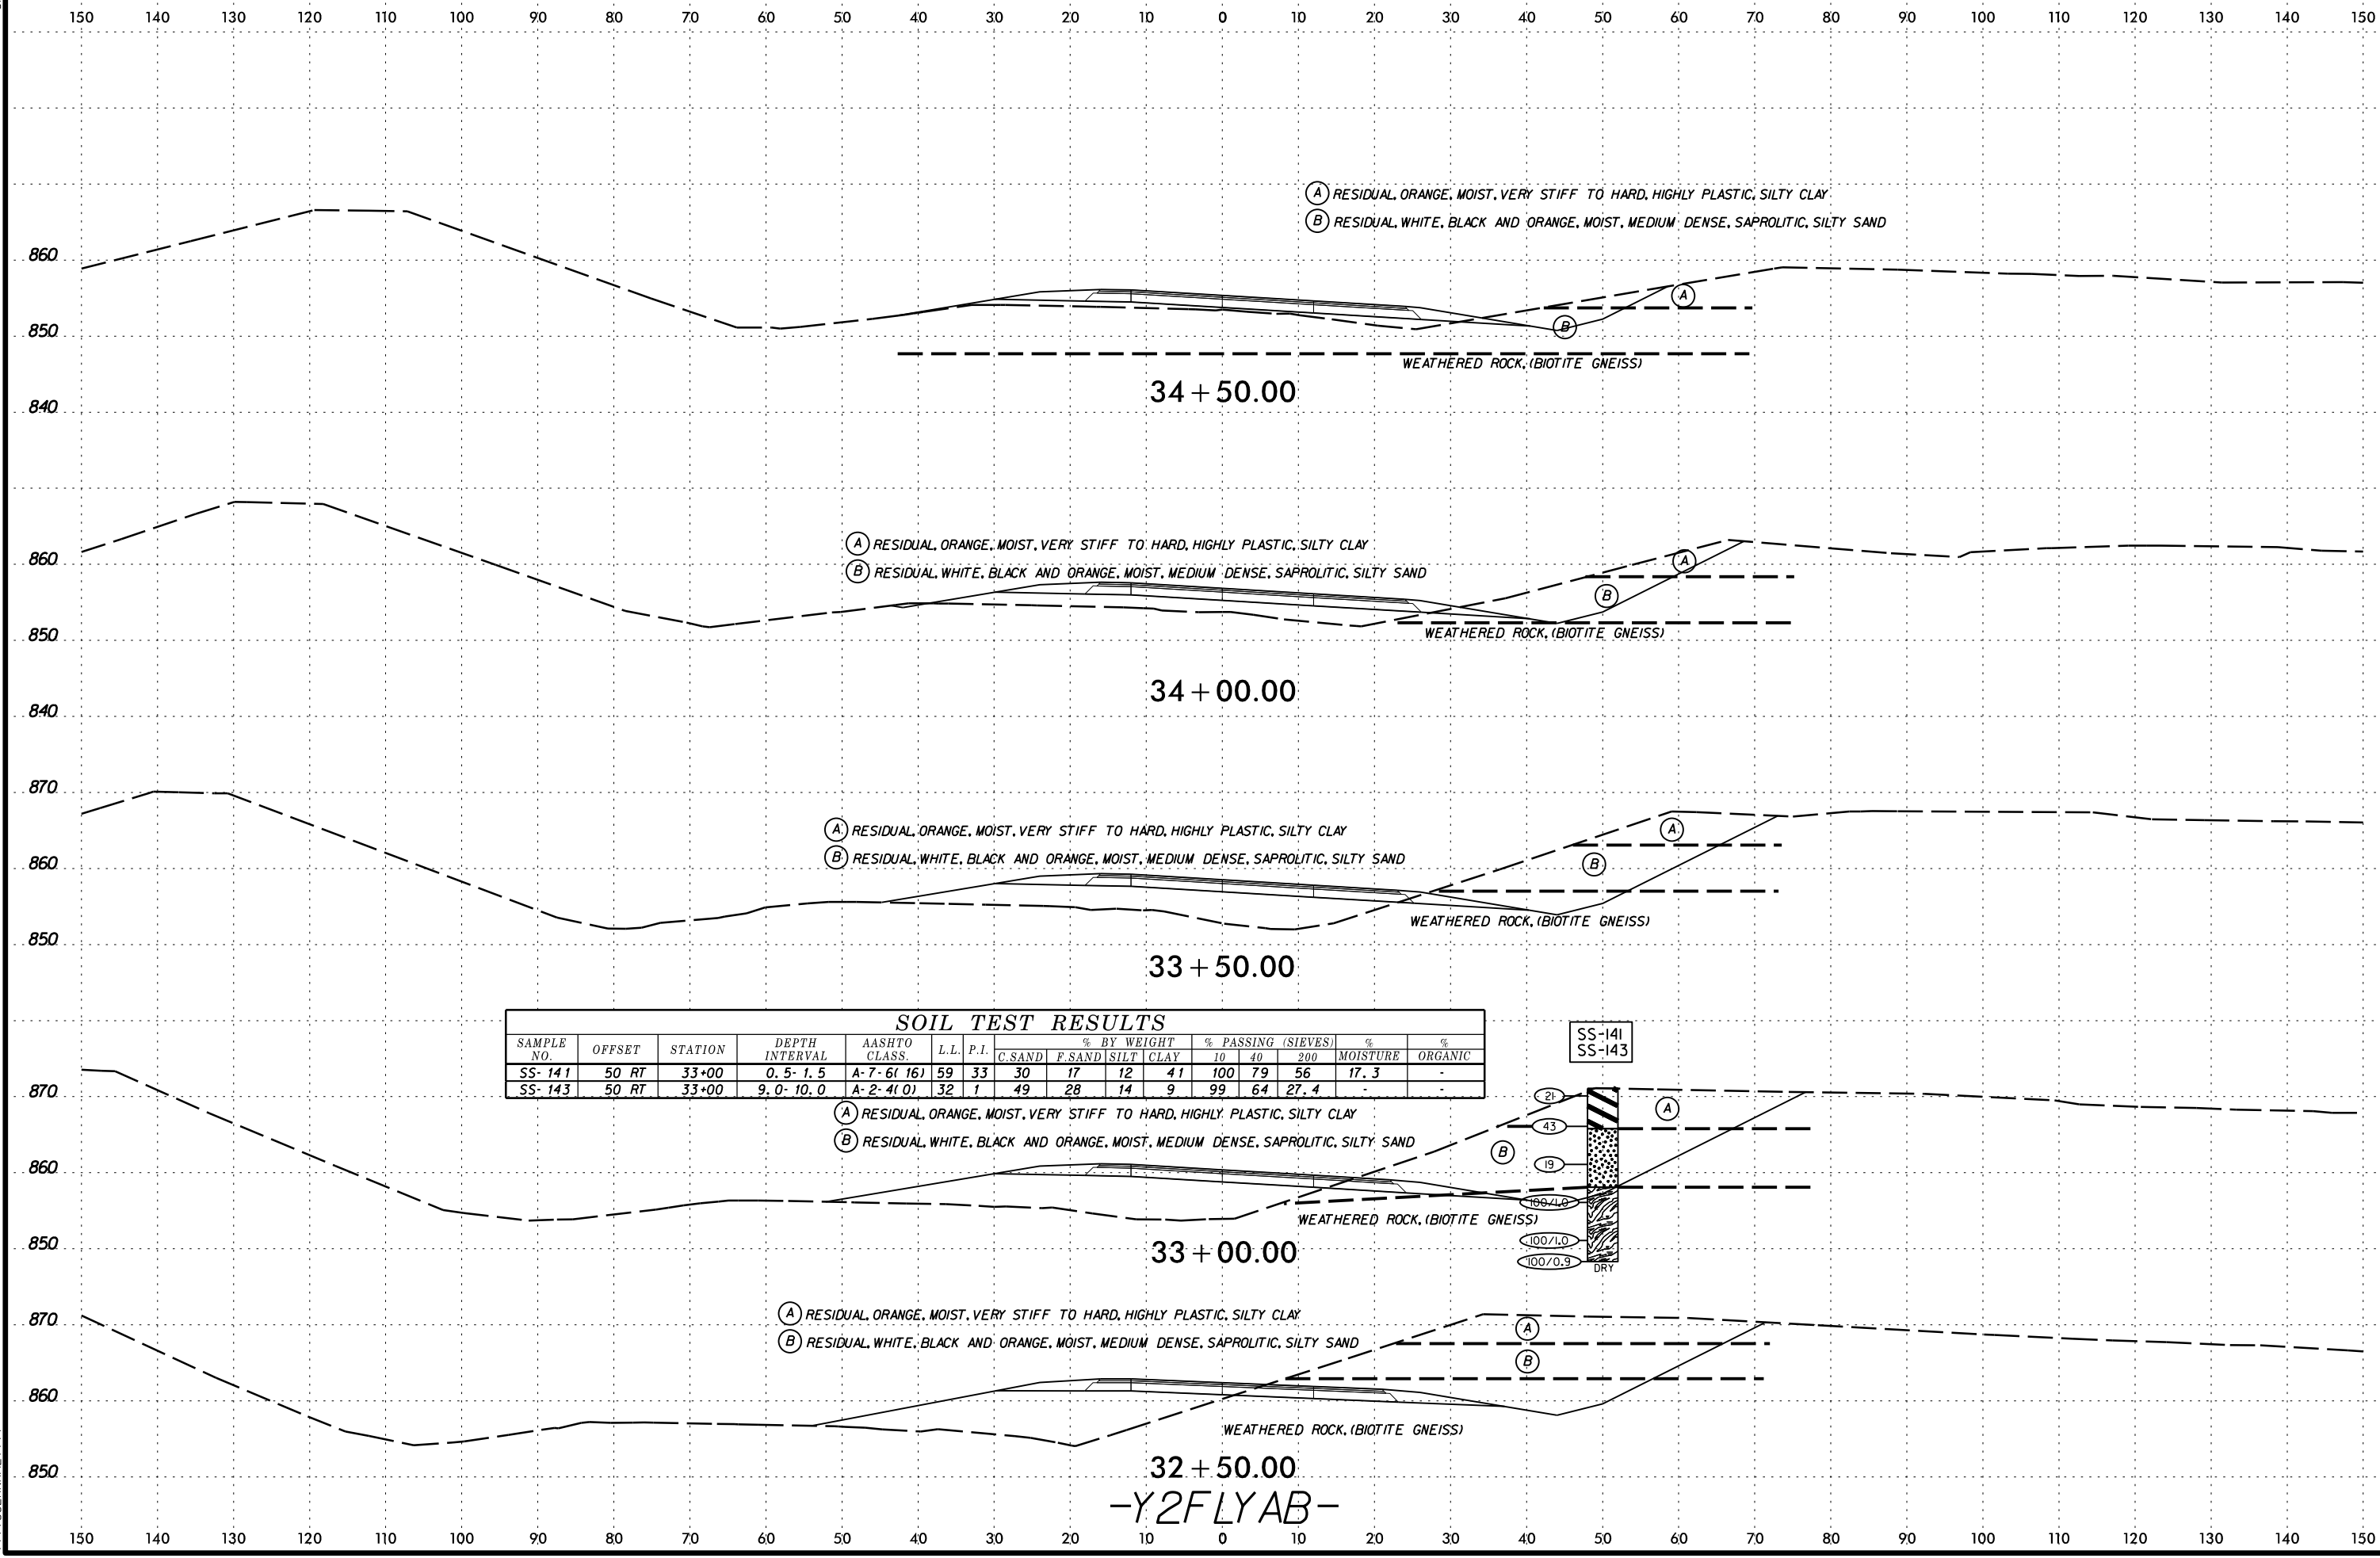 150 140 130 120 110 100 90 80 70 60 50 40 30 20 10 0 10 20 30 40 50 60 70 80 90 100 110 120 130 140 150
(A) RESIDUAL, ORANGE, MOIST, VERY STIFF TO HARD, HIGHLY PLASTIC, SILTY CLAY
(B) RESIDUAL, WHITE, BLACK AND ORANGE, MOIST, MEDIUM DENSE, SAPROLITIC, SILTY SAND
860
A
850
B
WEATHERED ROCK, (BIOTITE GNEISS)
34+50.00
840
(A) RESIDUAL, ORANGE, MOIST, VERY STIFF TO HARD, HIGHLY PLASTIC, SILTY CLAY
860
A
(B) RESIDUAL, WHITE, BLACK AND ORANGE, MOIST, MEDIUM DENSE, SAPROLITIC, SILTY SAND
B
850
WEATHERED ROCK, (BIOTITE GNEISS)
34+00.00
840
870
(A) RESIDUAL, ORANGE, MOIST, VERY STIFF TO HARD, HIGHLY PLASTIC, SILTY CLAY
A
(B) RESIDUAL, WHITE, BLACK AND ORANGE, MOIST, MEDIUM DENSE, SAPROLITIC, SILTY SAND
860
B
WEATHERED ROCK, (BIOTITE GNEISS)
850
33+50.00
SOIL TEST RESULTS
SAMPLE NO. OFFSET STATION DEPTH INTERVAL AASHTO CLASS. L.L. P.I. % BY WEIGHT C.SAND F.SAND SILT CLAY % PASSING (SIEVES) 10 40 200 % MOISTURE % ORGANIC
SS-141 50 RT 33+00 0.5-1.5 A-7-6(16) 59 33 30 17 12 41 100 79 56 17.3 -
SS-143 50 RT 33+00 9.0-10.0 A-2-4(0) 32 1 49 28 14 9 99 64 27.4 - -
SS-141
SS-143
870
21
A
(A) RESIDUAL, ORANGE, MOIST, VERY STIFF TO HARD, HIGHLY PLASTIC, SILTY CLAY
43
(B) RESIDUAL, WHITE, BLACK AND ORANGE, MOIST, MEDIUM DENSE, SAPROLITIC, SILTY SAND
B
19
860
100/1.0
WEATHERED ROCK, (BIOTITE GNEISS)
100/1.0
850
33+00.00
100/0.9
DRY
(A) RESIDUAL, ORANGE, MOIST, VERY STIFF TO HARD, HIGHLY PLASTIC, SILTY CLAY
870
A
(B) RESIDUAL, WHITE, BLACK AND ORANGE, MOIST, MEDIUM DENSE, SAPROLITIC, SILTY SAND
B
860
WEATHERED ROCK, (BIOTITE GNEISS)
32+50.00
850
-Y2FLYAB-
150 140 130 120 110 100 90 80 70 60 50 40 30 20 10 0 10 20 30 40 50 60 70 80 90 100 110 120 130 140 150